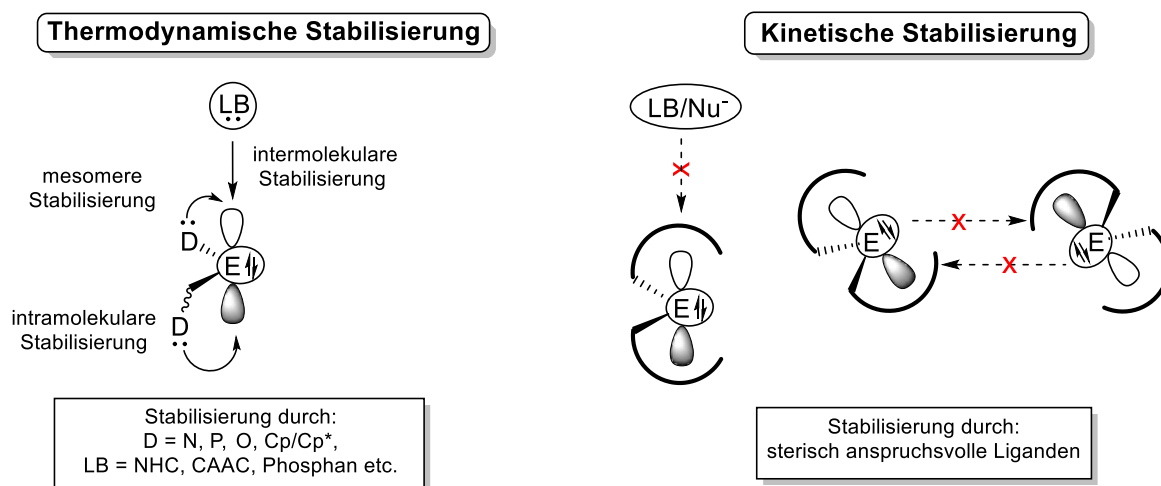 Thermodynamische Stabilisierung
LB
intermolekulare
Stabilisierung
mesomere
Stabilisierung
D
E
intramolekulare
Stabilisierung
D
Stabilisierung durch:
D = N, P, O, Cp/Cp*,
LB = NHC, CAAC, Phosphan etc.
Kinetische Stabilisierung
LB/Nu⁻
X
E
E
X
X
E
Stabilisierung durch:
sterisch anspruchsvolle Liganden